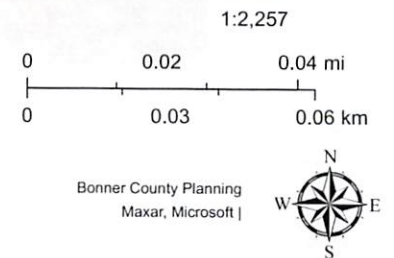 1:2,257
0 0.02 0.04 mi
0 0.03 0.06 km
Bonner County Planning
Maxar, Microsoft |
N
W E
S